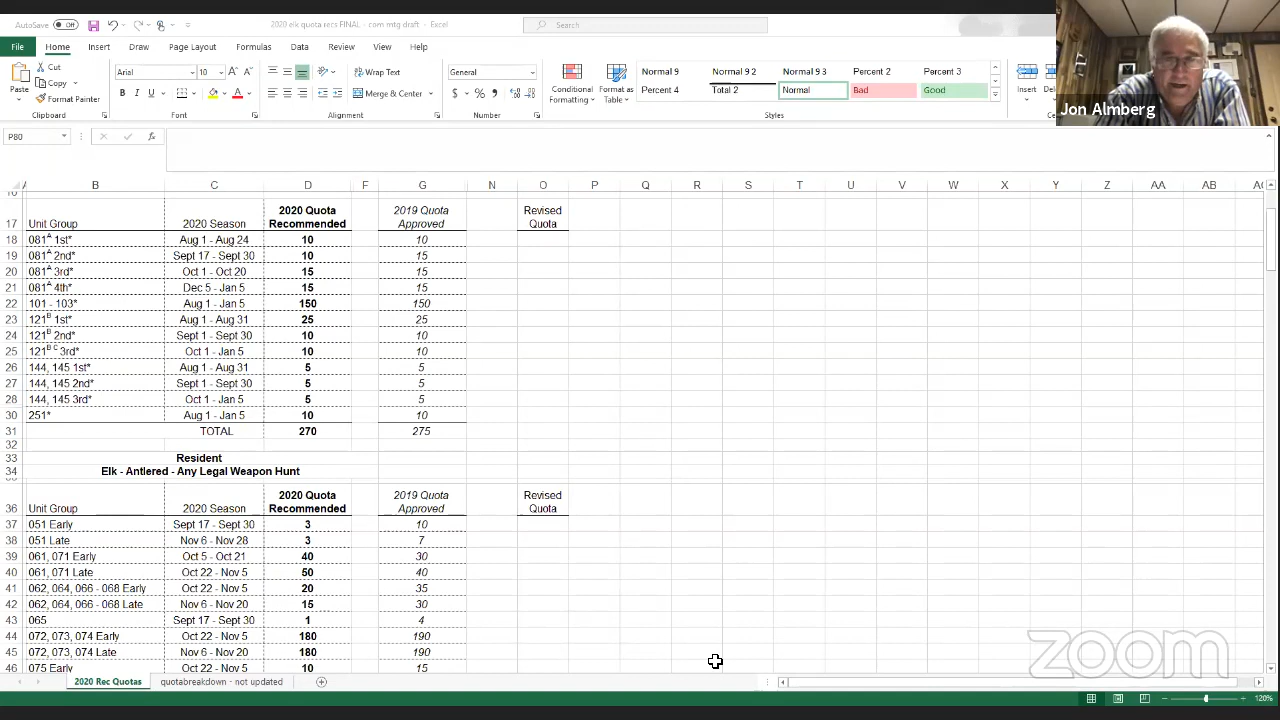 AutoSave Off 2020 elk quota recs FINAL - com mtg draft - Excel Search
File Home Insert Draw Page Layout Formulas Data Review View Help
Paste Cut Copy Format Painter Clipboard
Arial 10 B I U A Font
Wrap Text Merge & Center Alignment
General $ % Number
Conditional Formatting Format as Table
Normal 9 Normal 9 2 Normal 9 3 Percent 2 Percent 3
Percent 4 Total 2 Normal Bad Good
Styles
Insert
Jon Almberg
P80 fx
A B C D F G N O P Q R S T U V W X Y Z AA AB
17 Unit Group 2020 Season 2020 Quota Recommended 2019 Quota Approved Revised Quota
18 081A 1st* Aug 1 - Aug 24 10 10
19 081A 2nd* Sept 17 - Sept 30 10 15
20 081A 3rd* Oct 1 - Oct 20 15 15
21 081A 4th* Dec 5 - Jan 5 15 15
22 101 - 103* Aug 1 - Jan 5 150 150
23 121B 1st* Aug 1 - Aug 31 25 25
24 121B 2nd* Sept 1 - Sept 30 10 10
25 121B C 3rd* Oct 1 - Jan 5 10 10
26 144, 145 1st* Aug 1 - Aug 31 5 5
27 144, 145 2nd* Sept 1 - Sept 30 5 5
28 144, 145 3rd* Oct 1 - Jan 5 5 5
30 251* Aug 1 - Jan 5 10 10
31 TOTAL 270 275
32
33 Resident
34 Elk - Antlered - Any Legal Weapon Hunt
36 Unit Group 2020 Season 2020 Quota Recommended 2019 Quota Approved Revised Quota
37 051 Early Sept 17 - Sept 30 3 10
38 051 Late Nov 6 - Nov 28 3 7
39 061, 071 Early Oct 5 - Oct 21 40 30
40 061, 071 Late Oct 22 - Nov 5 50 40
41 062, 064, 066 - 068 Early Oct 22 - Nov 5 20 35
42 062, 064, 066 - 068 Late Nov 6 - Nov 20 15 30
43 065 Sept 17 - Sept 30 1 4
44 072, 073, 074 Early Oct 22 - Nov 5 180 190
45 072, 073, 074 Late Nov 6 - Nov 20 180 190
46 075 Early Oct 22 - Nov 5 10 15
zoom
2020 Rec Quotas quotabreakdown - not updated
120%